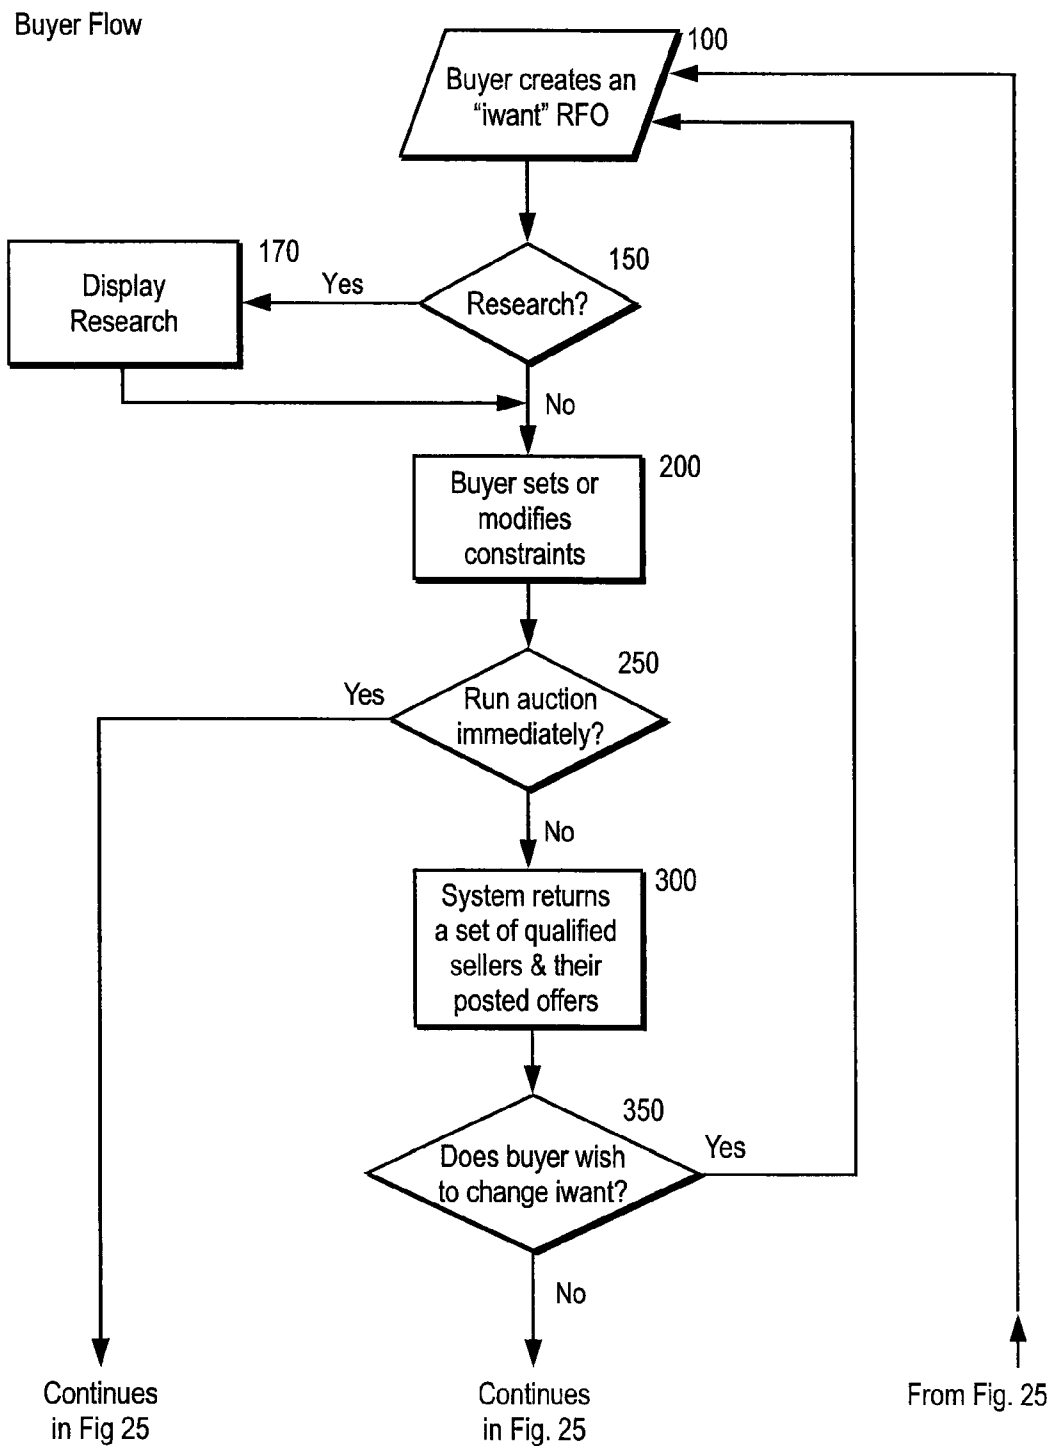 Buyer Flow
100
Buyer creates an
“iwant” RFO
170
150
Display
Research
Yes
Research?
No
200
Buyer sets or
modifies
constraints
250
Yes
Run auction
immediately?
No
300
System returns
a set of qualified
sellers & their
posted offers
350
Does buyer wish
to change iwant?
Yes
No
Continues
in Fig 25
Continues
in Fig. 25
From Fig. 25